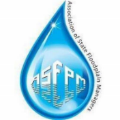 Association of State Floodplain Managers
ASFPM